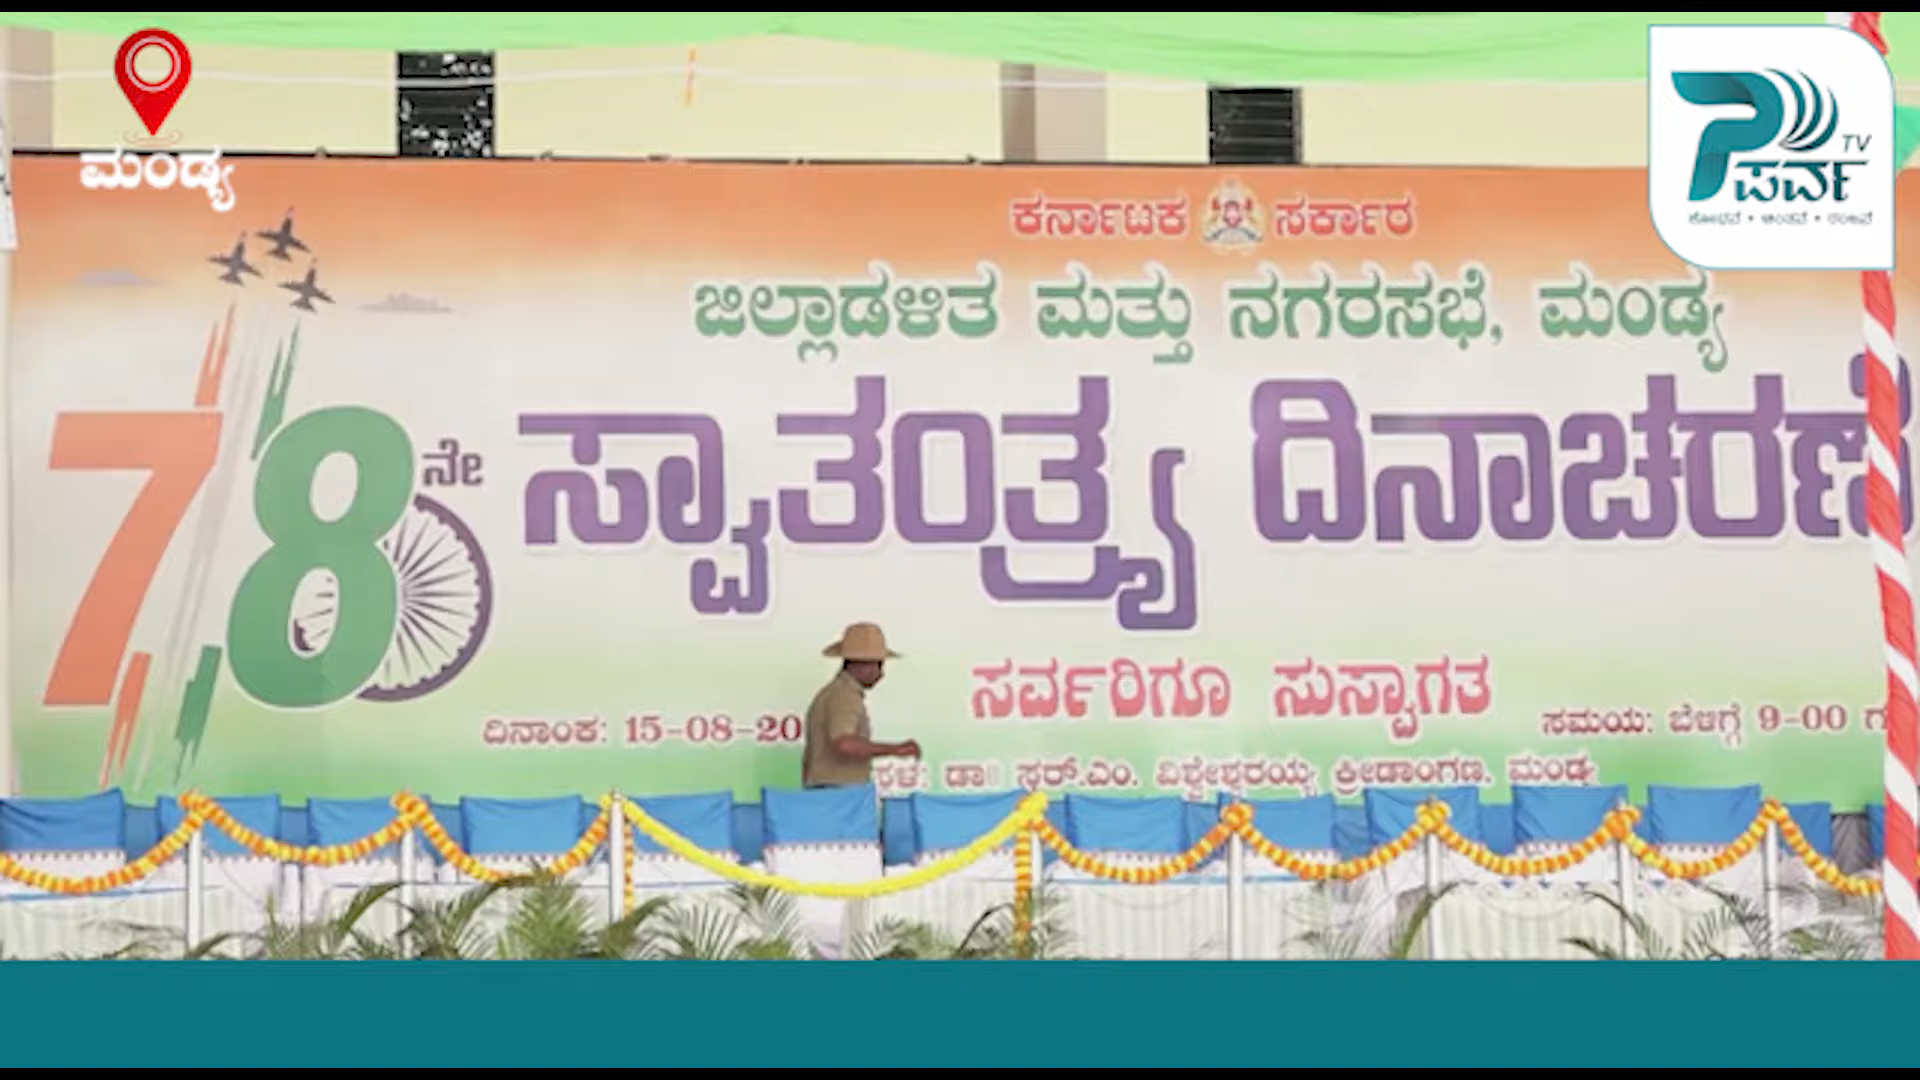 ಮಂಡ್ಯ
P TV
ಪರ್ವ
ಕರ್ನಾಟಕ ಸರ್ಕಾರ
ಜಿಲ್ಲಾಡಳಿತ ಮತ್ತು ನಗರಸಭೆ, ಮಂಡ್ಯ
78ನೇ ಸ್ವಾತಂತ್ರ್ಯ ದಿನಾಚರಣೆ
ಸರ್ವರಿಗೂ ಸುಸ್ವಾಗತ
ದಿನಾಂಕ: 15-08-20
ಸಮಯ: ಬೆಳಿಗ್ಗೆ 9-00
ಡಾ॥ ಸರ್.ಎಂ. ವಿಶ್ವೇಶ್ವರಯ್ಯ ಕ್ರೀಡಾಂಗಣ, ಮಂಡ್ಯ